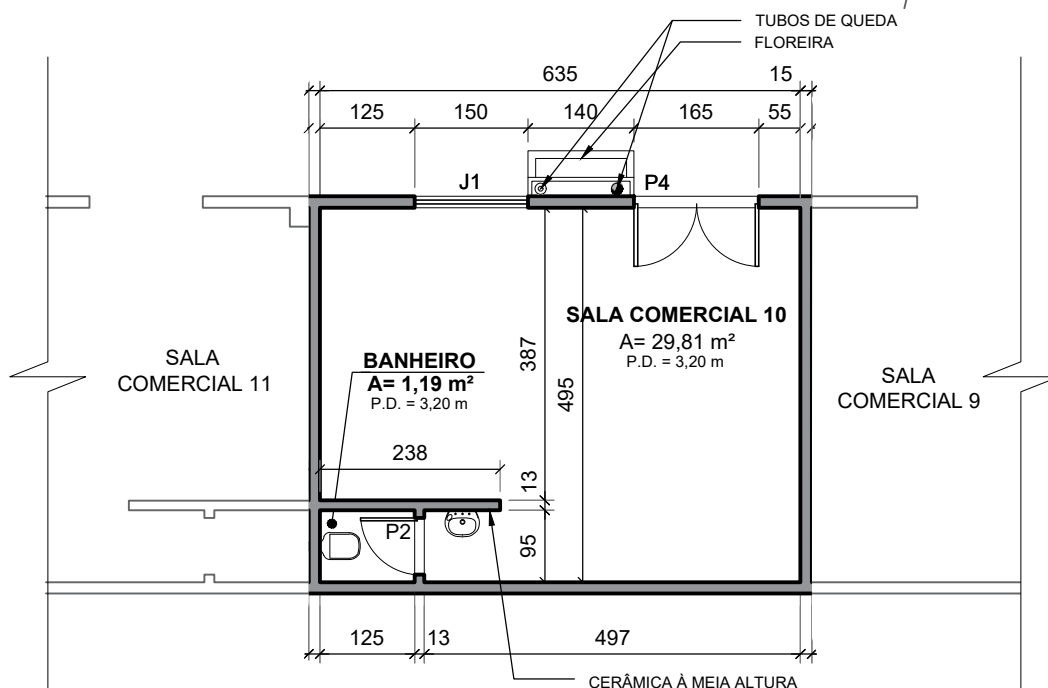 TUBOS DE QUEDA
FLOREIRA
635
15
125
150
140
165
55
J1
P4
SALA COMERCIAL 10
A= 29,81 m²
P.D. = 3,20 m
387
495
SALA
COMERCIAL 11
BANHEIRO
A= 1,19 m²
P.D. = 3,20 m
SALA
COMERCIAL 9
238
13
P2
95
125
13
497
CERÂMICA À MEIA ALTURA